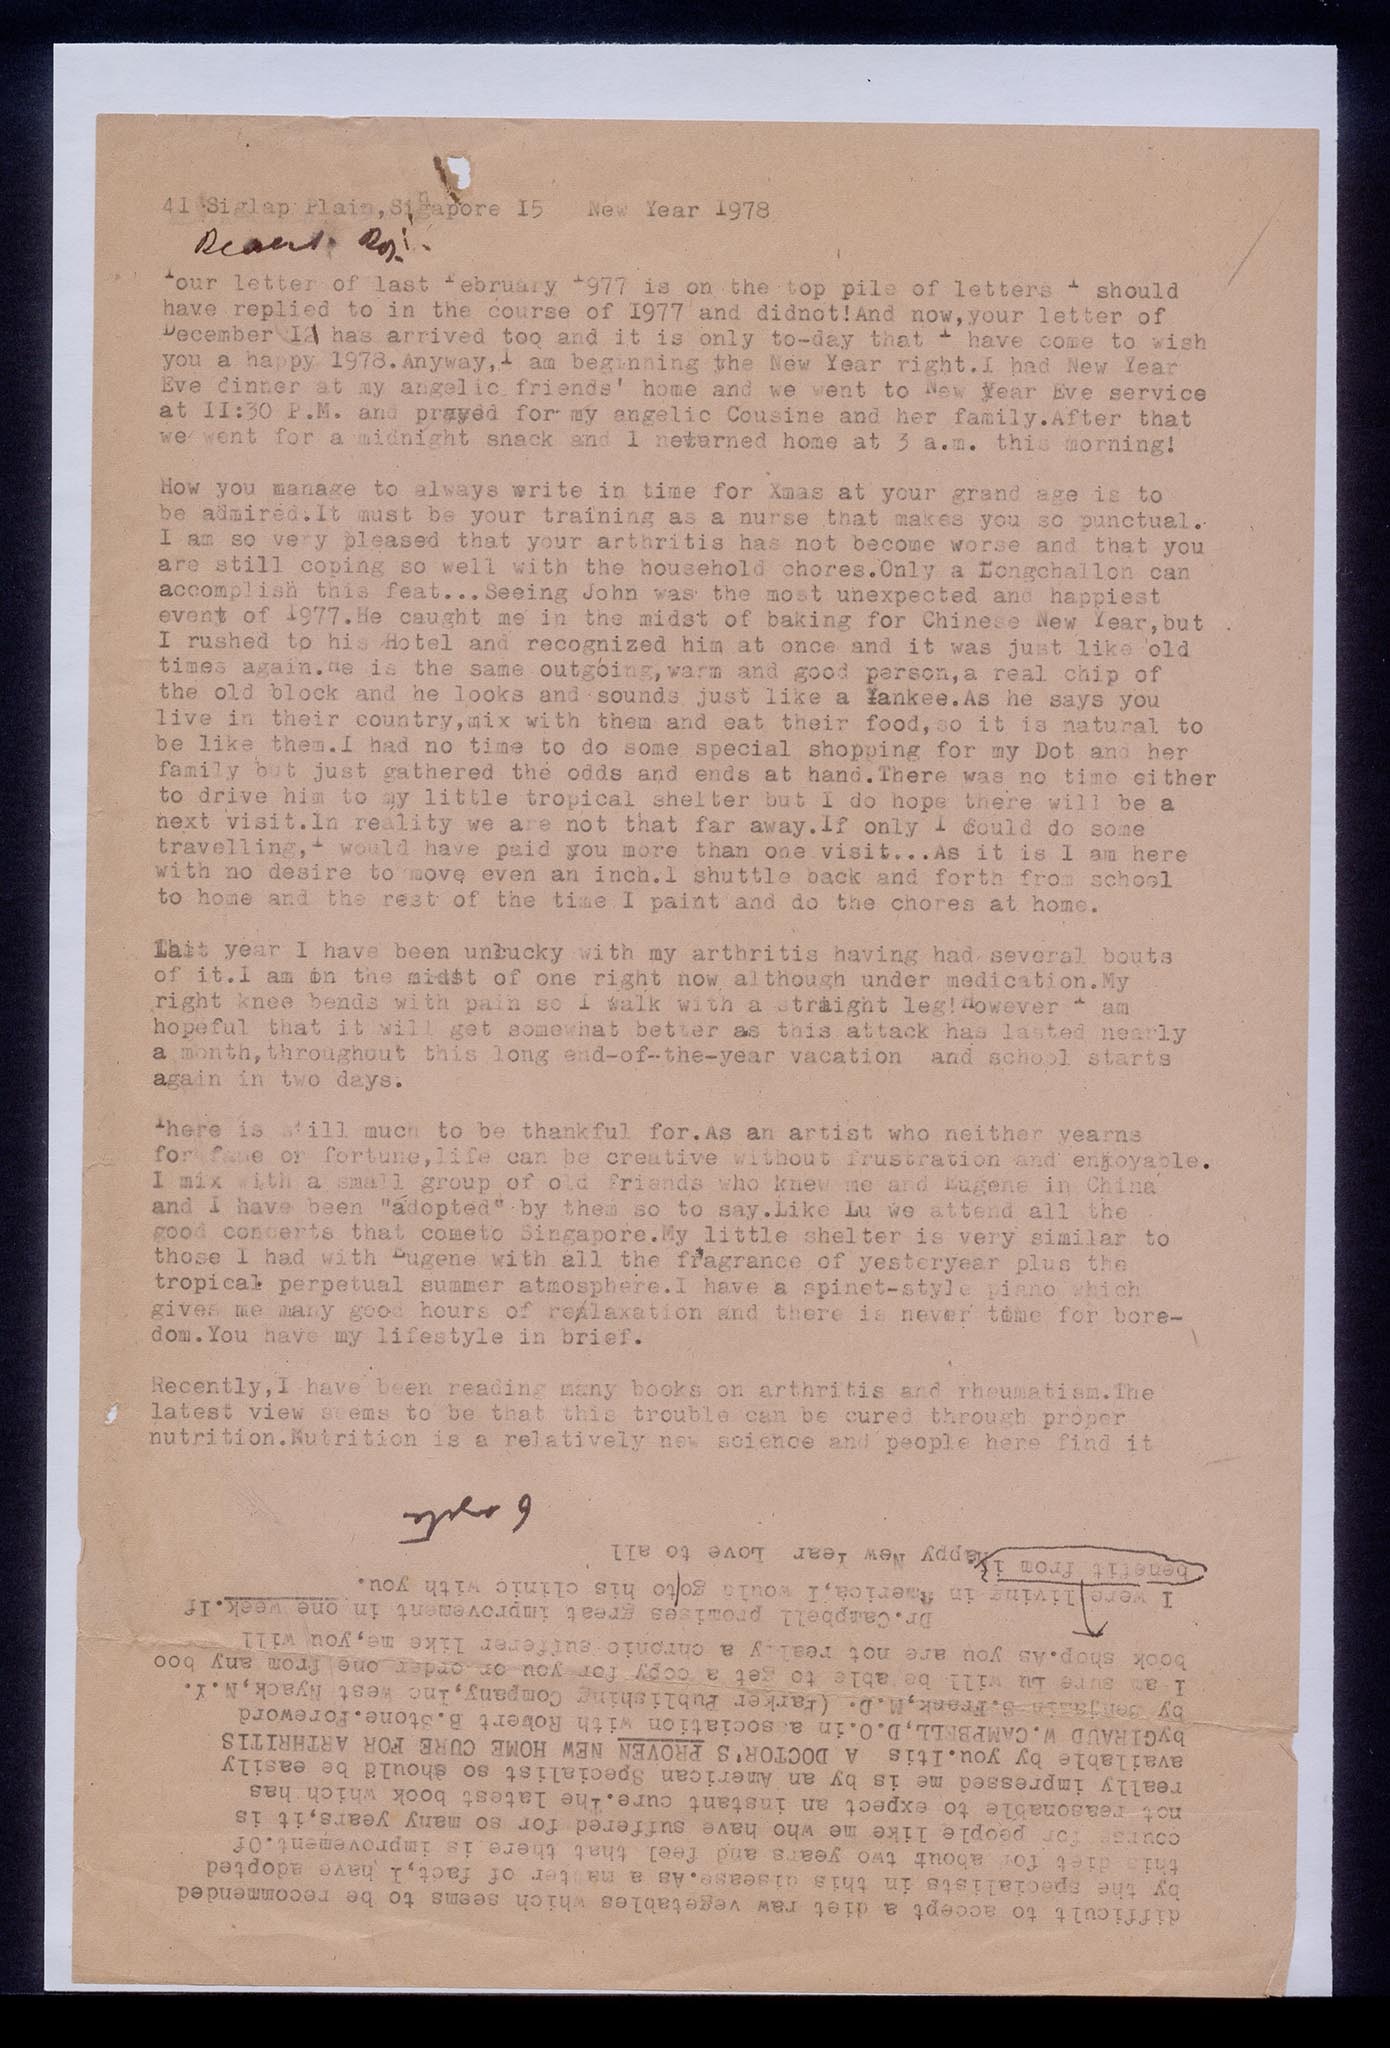 41 Siglap Plain,Singapore I5 New Year 1978
Dearest
Your letter of last February 1977 is on the top pile of letters I should
have replied to in the course of I977 and didnot!And now,your letter of
December 12 has arrived too and it is only to-day that I have come to wish
you a happy 1978.Anyway,I am beginning the New Year right.I had New Year
Eve dinner at my angelic friends' home and we went to New Year Eve service
at II:30 P.M. and prayed for my angelic Cousine and her family.After that
we went for a midnight snack and I returned home at 3 a.m. this morning!
How you manage to always write in time for Xmas at your grand age is to
be admired.It must be your training as a nurse that makes you so punctual.
I am so very pleased that your arthritis has not become worse and that you
are still coping so well with the household chores.Only a Longchallon can
accomplish this feat...Seeing John was the most unexpected and happiest
event of 1977.He caught me in the midst of baking for Chinese New Year,but
I rushed to his Hotel and recognized him at once and it was just like old
times again.He is the same outgoing,warm and good person,a real chip of
the old block and he looks and sounds just like a Yankee.As he says you
live in their country,mix with them and eat their food,so it is natural to
be like them.I had no time to do some special shopping for my Dot and her
family but just gathered the odds and ends at hand.There was no time either
to drive him to my little tropical shelter but I do hope there will be a
next visit.In reality we are not that far away.If only I could do some
travelling,I would have paid you more than one visit...As it is I am here
with no desire to move even an inch.I shuttle back and forth from school
to home and the rest of the time I paint and do the chores at home.
year I have been unlucky with my arthritis having had several bouts
of it.I am in the midst of one right now although under medication.My
right knee bends with pain so I walk with a straight leg!However I am
hopeful that it will get somewhat better as this attack has lasted nearly
a month,throughout this long end-of-the-year vacation and school starts
again in two days.
There is still much to be thankful for.As an artist who neither yearns
for fame or fortune,life can be creative without frustration and enjoyable.
I mix with a small group of old friends who knew me and Eugene in China
and I have been "adopted" by them so to say.Like Lu we attend all the
good concerts that cometo Singapore.My little shelter is very similar to
those I had with Eugene with all the fragrance of yesteryear plus the
tropical perpetual summer atmosphere.I have a spinet-style piano which
gives me many good hours of relaxation and there is never time for bore-
dom.You have my lifestyle in brief.
Recently,I have been reading many books on arthritis and rheumatism.The
latest view seems to be that this trouble can be cured through proper
nutrition.Nutrition is a relatively new science and people here find it
difficult to accept a diet raw vegetables which seems to be recommended
by the specialists in this disease.As a matter of fact,I have adopted
this diet for about two years and feel that there is improvement.Of
course for people like me who have suffered for so many years,it is
not reasonable to expect an instant cure.The latest book which has
really impressed me is by an American Specialist so should be easily
available by you.Itis A DOCTOR'S PROVEN NEW HOME CURE FOR ARTHRITIS
byGIRAUD W.CAMPBELL,D.O.in association with Robert B.Stone.Foreword
by Benjamin S.Frank,M.D. (Parker Publishing Company,Inc West Nyack,N.Y.
I am sure Lu will be able to get a copy for you or order one from any boo
book shop.As you are not really a chronic sufferer like me,you will
Dr.Campbell promises great improvement in one week.If
I were living in America,I would go to his clinic with you.
benefit from it Happy New Year Love to all